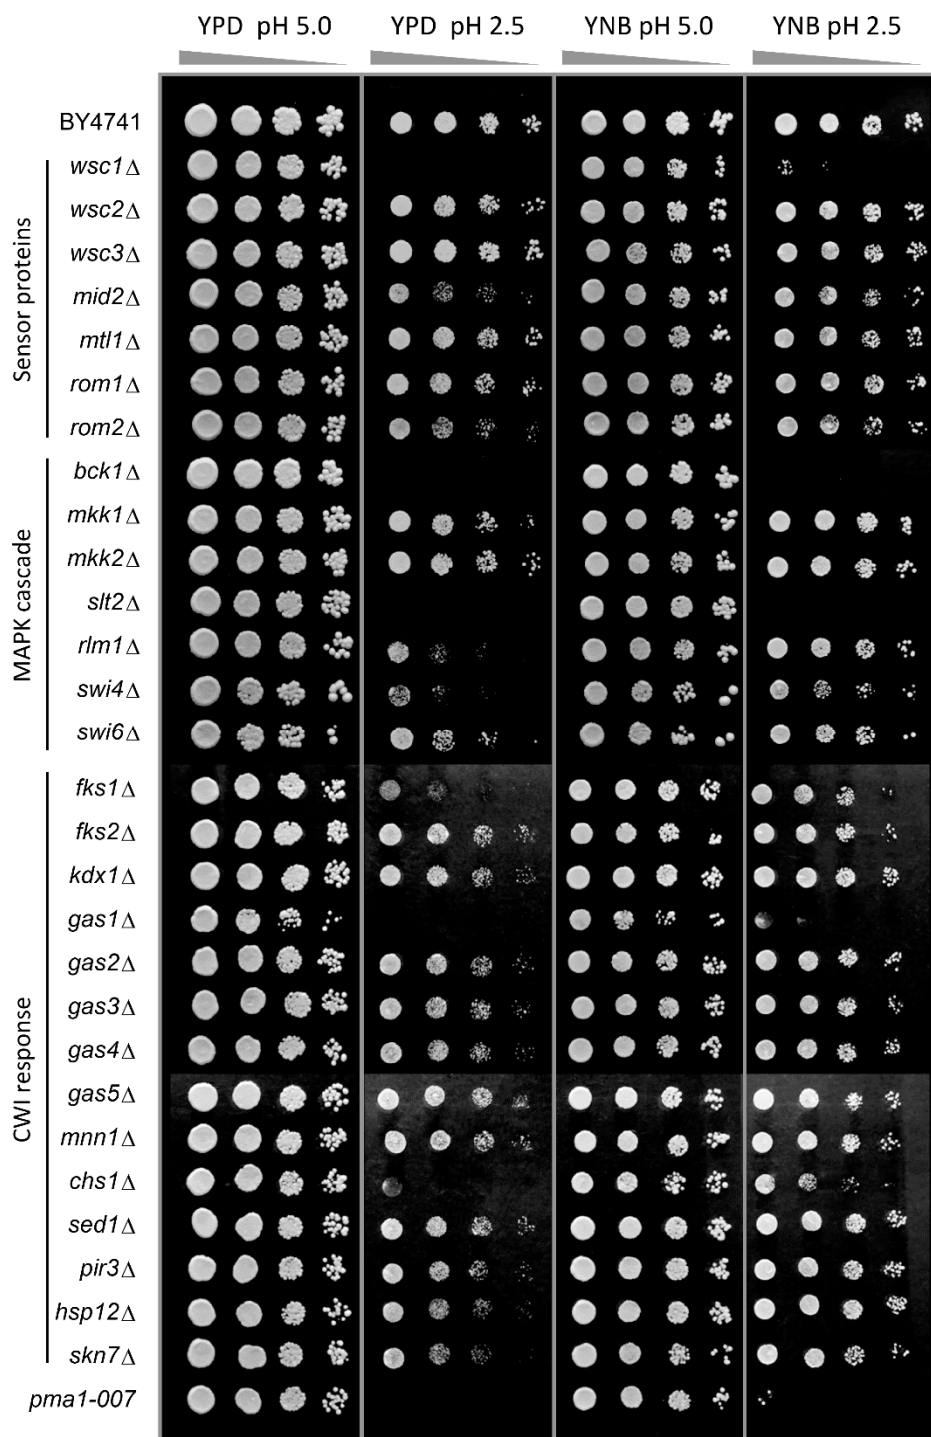 YPD pH 5.0 YPD pH 2.5 YNB pH 5.0 YNB pH 2.5
BY4741
Sensor proteins
wsc1Δ
wsc2Δ
wsc3Δ
mid2Δ
mtl1Δ
rom1Δ
rom2Δ
MAPK cascade
bck1Δ
mkk1Δ
mkk2Δ
slt2Δ
rlm1Δ
swi4Δ
swi6Δ
CWI response
fks1Δ
fks2Δ
kdx1Δ
gas1Δ
gas2Δ
gas3Δ
gas4Δ
gas5Δ
mnn1Δ
chs1Δ
sed1Δ
pir3Δ
hsp12Δ
skn7Δ
pma1-007